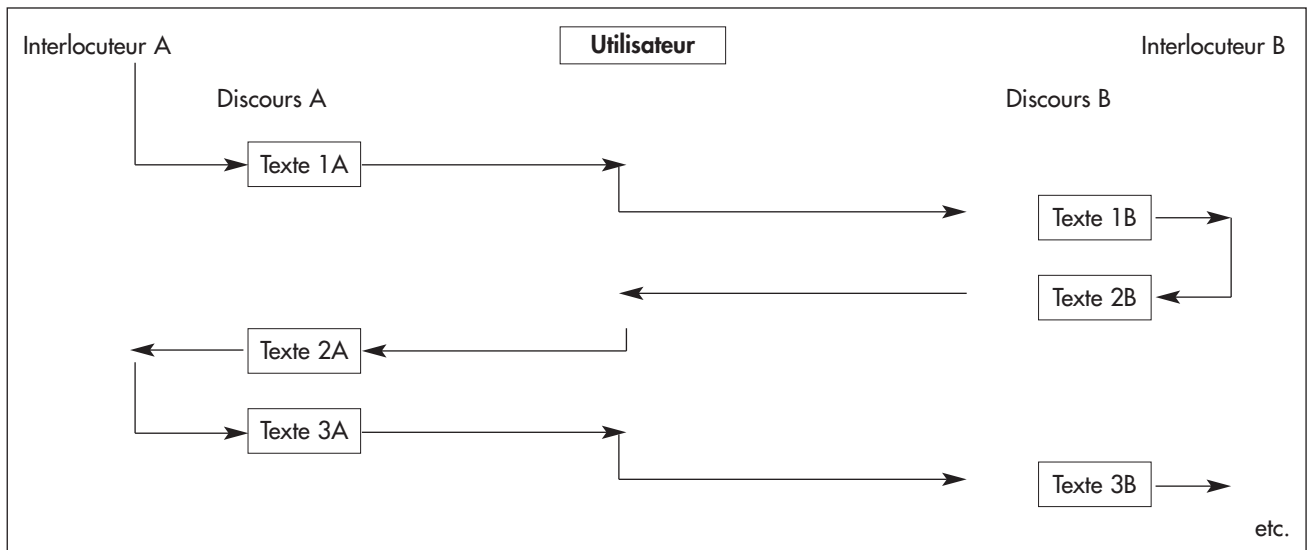 Interlocuteur A
Utilisateur
Interlocuteur B
Discours A
Discours B
Texte 1A
Texte 1B
Texte 2B
Texte 2A
Texte 3A
Texte 3B
etc.